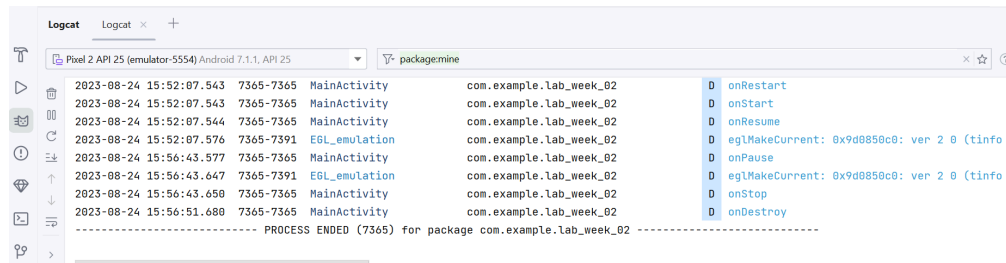 Logcat Logcat × +
Pixel 2 API 25 (emulator-5554) Android 7.1.1, API 25 package:mine
2023-08-24 15:52:07.543 7365-7365 MainActivity com.example.lab_week_02 D onRestart
2023-08-24 15:52:07.543 7365-7365 MainActivity com.example.lab_week_02 D onStart
2023-08-24 15:52:07.544 7365-7365 MainActivity com.example.lab_week_02 D onResume
2023-08-24 15:52:07.576 7365-7391 EGL_emulation com.example.lab_week_02 D eglMakeCurrent: 0x9d0850c0: ver 2 0 (tinfo
2023-08-24 15:56:43.577 7365-7365 MainActivity com.example.lab_week_02 D onPause
2023-08-24 15:56:43.647 7365-7391 EGL_emulation com.example.lab_week_02 D eglMakeCurrent: 0x9d0850c0: ver 2 0 (tinfo
2023-08-24 15:56:43.650 7365-7365 MainActivity com.example.lab_week_02 D onStop
2023-08-24 15:56:51.680 7365-7365 MainActivity com.example.lab_week_02 D onDestroy
--------------------------- PROCESS ENDED (7365) for package com.example.lab_week_02 ---------------------------